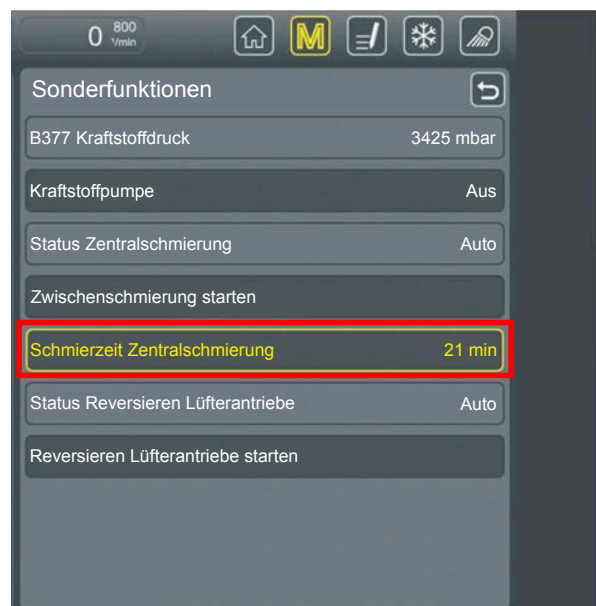 0 800 1/min M
Sonderfunktionen
B377 Kraftstoffdruck 3425 mbar
Kraftstoffpumpe Aus
Status Zentralschmierung Auto
Zwischenschmierung starten
Schmierzeit Zentralschmierung 21 min
Status Reversieren Lüfterantriebe Auto
Reversieren Lüfterantriebe starten